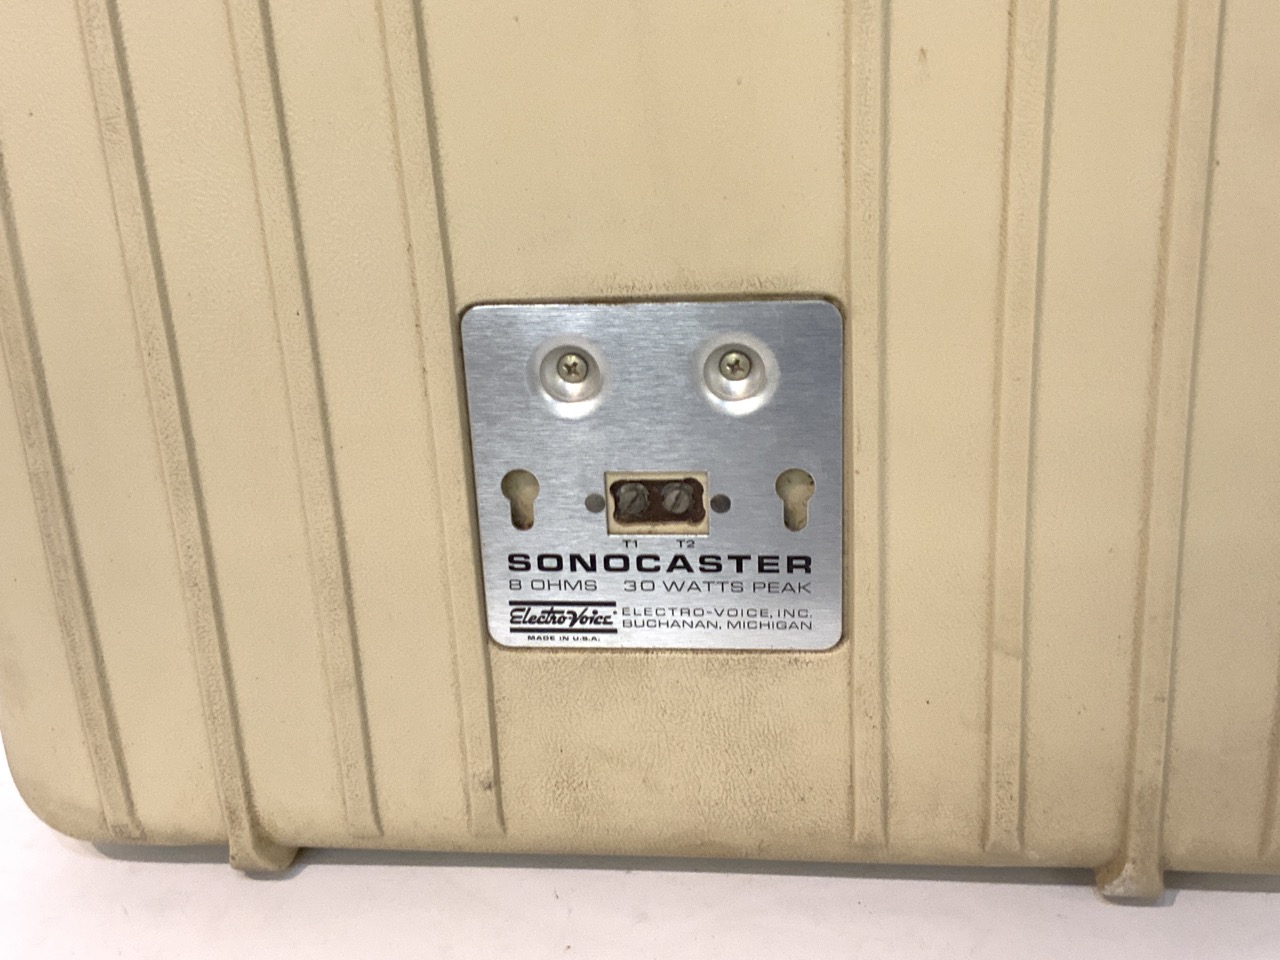 T1 T2
SONOCASTER
8 OHMS 30 WATTS PEAK
Electro-Voice® ELECTRO-VOICE, INC.
BUCHANAN, MICHIGAN
MADE IN U.S.A.